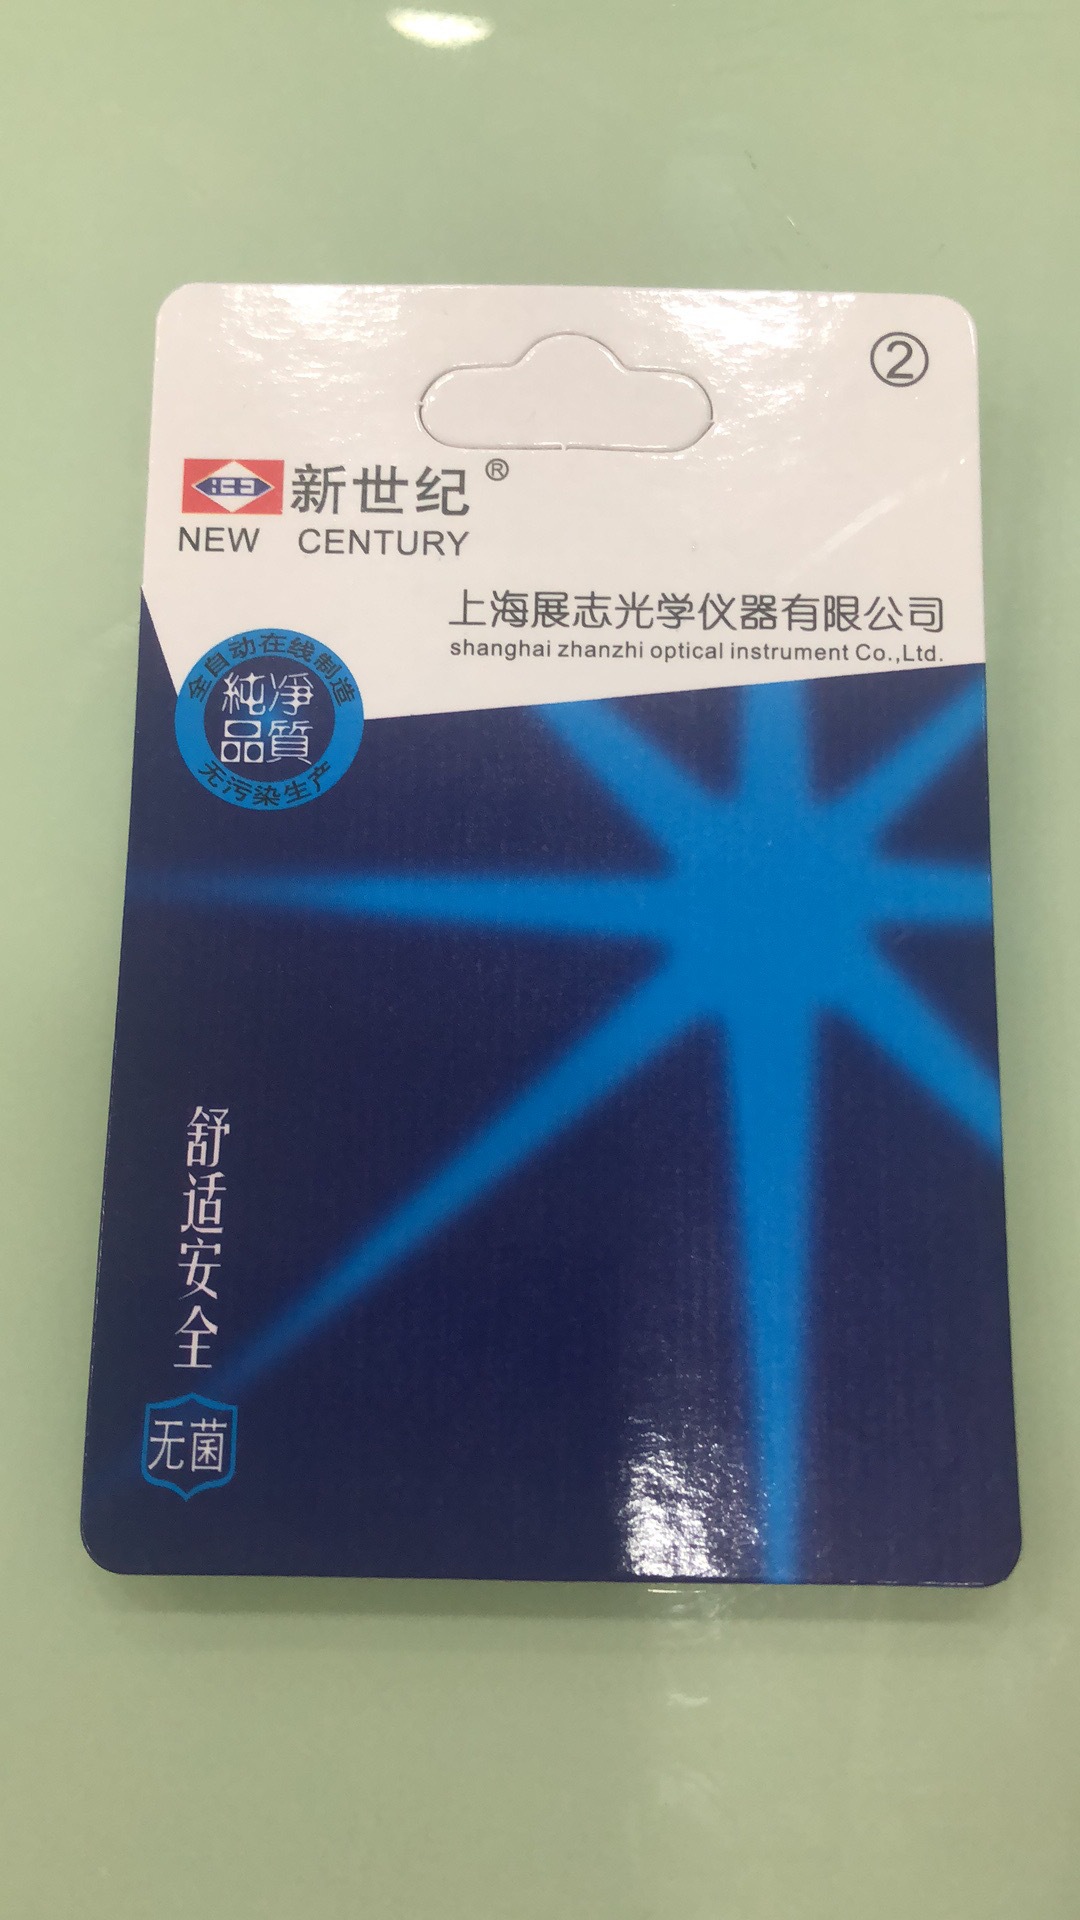 ②
新世纪®
NEW CENTURY
上海展志光学仪器有限公司
shanghai zhanzhi optical instrument Co.,Ltd.
全自动在线制造
純凈
品質
无污染生产
舒适安全
无菌